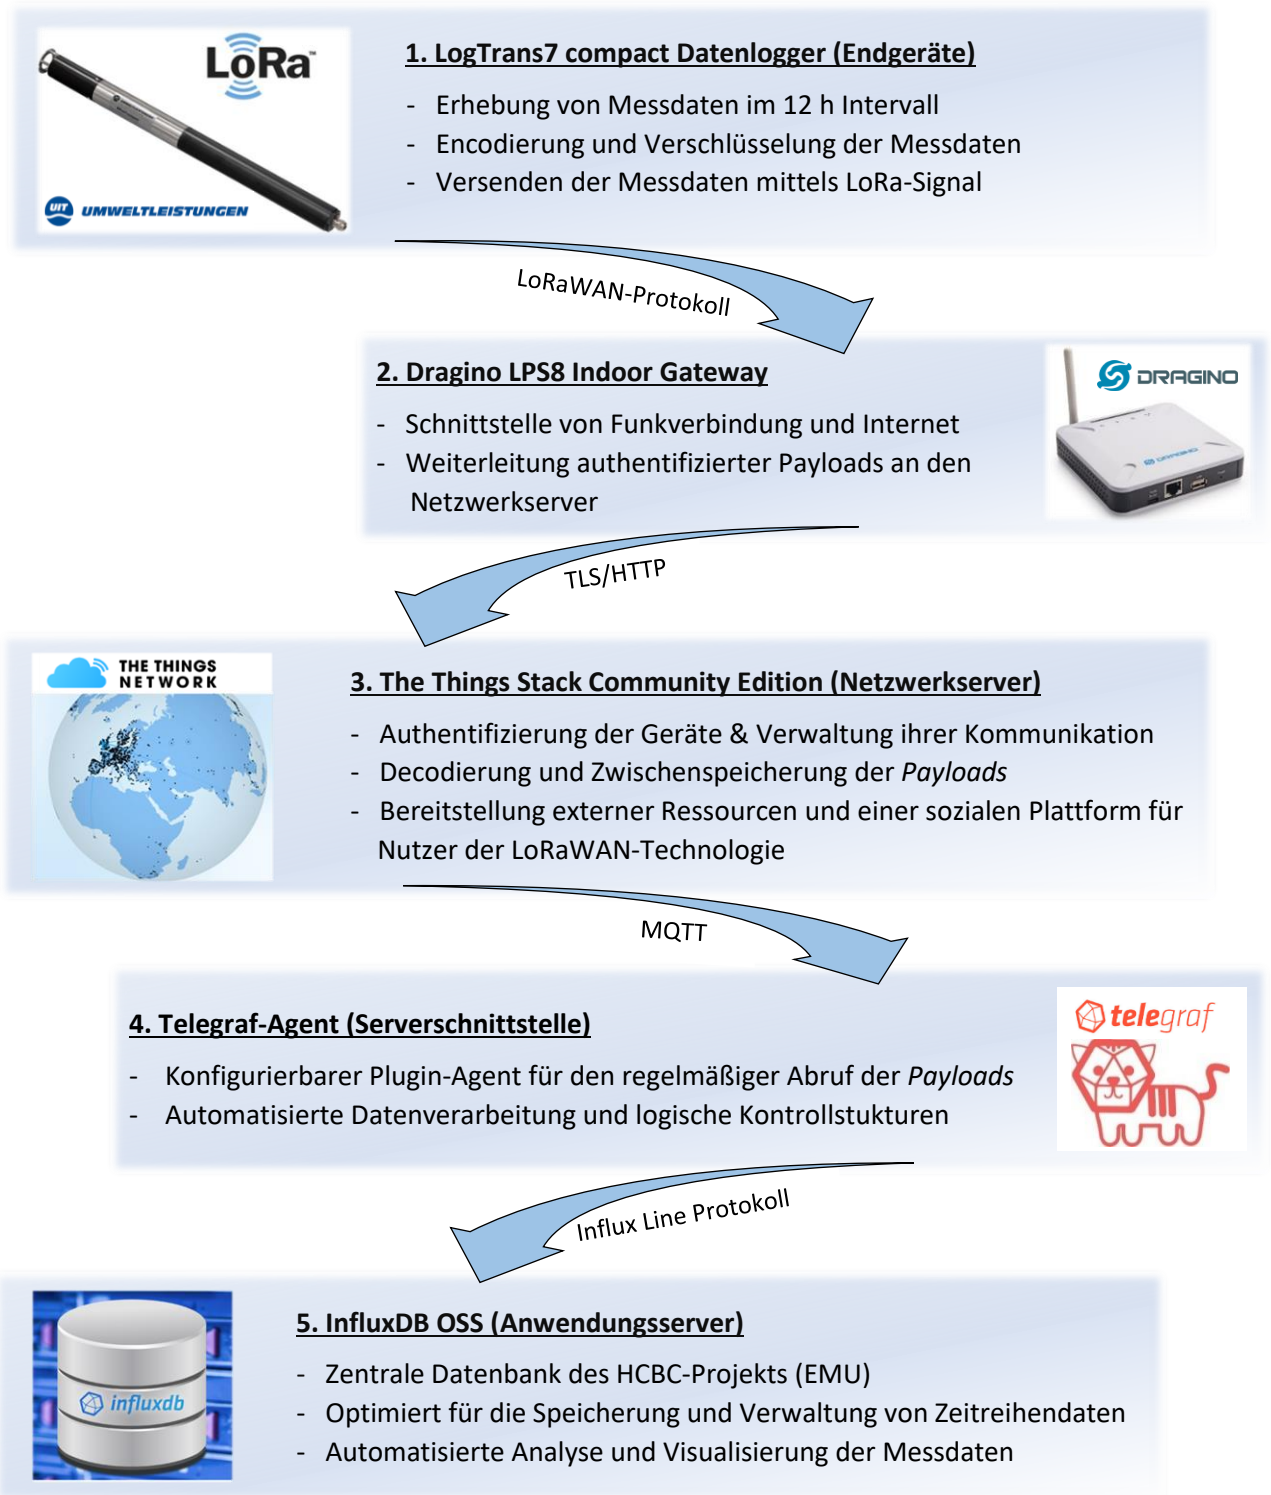 LoRa™
UIT UMWELTLEISTUNGEN
1. LogTrans7 compact Datenlogger (Endgeräte)
- Erhebung von Messdaten im 12 h Intervall
- Encodierung und Verschlüsselung der Messdaten
- Versenden der Messdaten mittels LoRa-Signal
LoRaWAN-Protokoll
2. Dragino LPS8 Indoor Gateway
- Schnittstelle von Funkverbindung und Internet
- Weiterleitung authentifizierter Payloads an den
Netzwerkserver
DRAGINO
DRAGINO
TLS/HTTP
THE THINGS
NETWORK
3. The Things Stack Community Edition (Netzwerkserver)
- Authentifizierung der Geräte & Verwaltung ihrer Kommunikation
- Decodierung und Zwischenspeicherung der Payloads
- Bereitstellung externer Ressourcen und einer sozialen Plattform für
Nutzer der LoRaWAN-Technologie
MQTT
4. Telegraf-Agent (Serverschnittstelle)
- Konfigurierbarer Plugin-Agent für den regelmäßiger Abruf der Payloads
- Automatisierte Datenverarbeitung und logische Kontrollstukturen
telegraf
Influx Line Protokoll
influxdb
5. InfluxDB OSS (Anwendungsserver)
- Zentrale Datenbank des HCBC-Projekts (EMU)
- Optimiert für die Speicherung und Verwaltung von Zeitreihendaten
- Automatisierte Analyse und Visualisierung der Messdaten